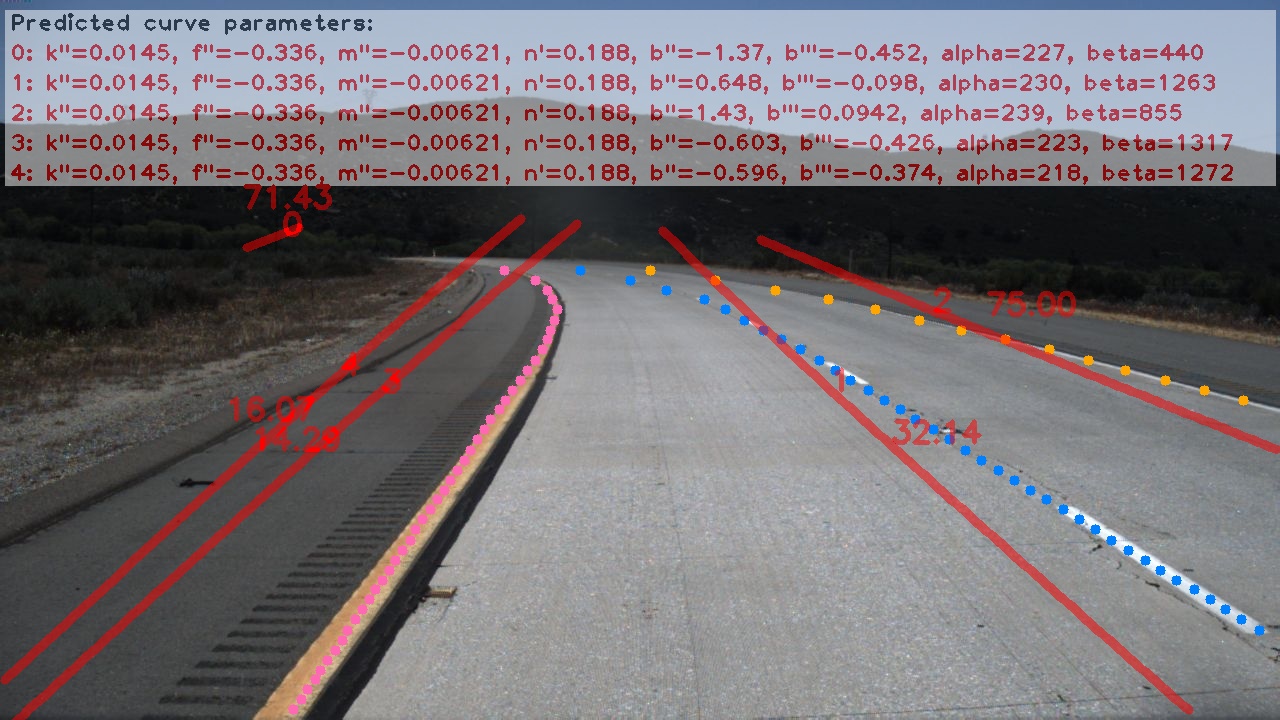 Predicted curve parameters:
0: k''=0.0145, f''=−0.336, m''=−0.00621, n'=0.188, b''=−1.37, b'''=−0.452, alpha=227, beta=440
1: k''=0.0145, f''=−0.336, m''=−0.00621, n'=0.188, b''=0.648, b'''=−0.098, alpha=230, beta=1263
2: k''=0.0145, f''=−0.336, m''=−0.00621, n'=0.188, b''=1.43, b'''=0.0942, alpha=239, beta=855
3: k''=0.0145, f''=−0.336, m''=−0.00621, n'=0.188, b''=−0.603, b'''=−0.426, alpha=223, beta=1317
4: k''=0.0145, f''=−0.336, m''=−0.00621, n'=0.188, b''=−0.596, b'''=−0.374, alpha=218, beta=1272
71.43
0
2 75.00
4
3
1
16.07
32.14